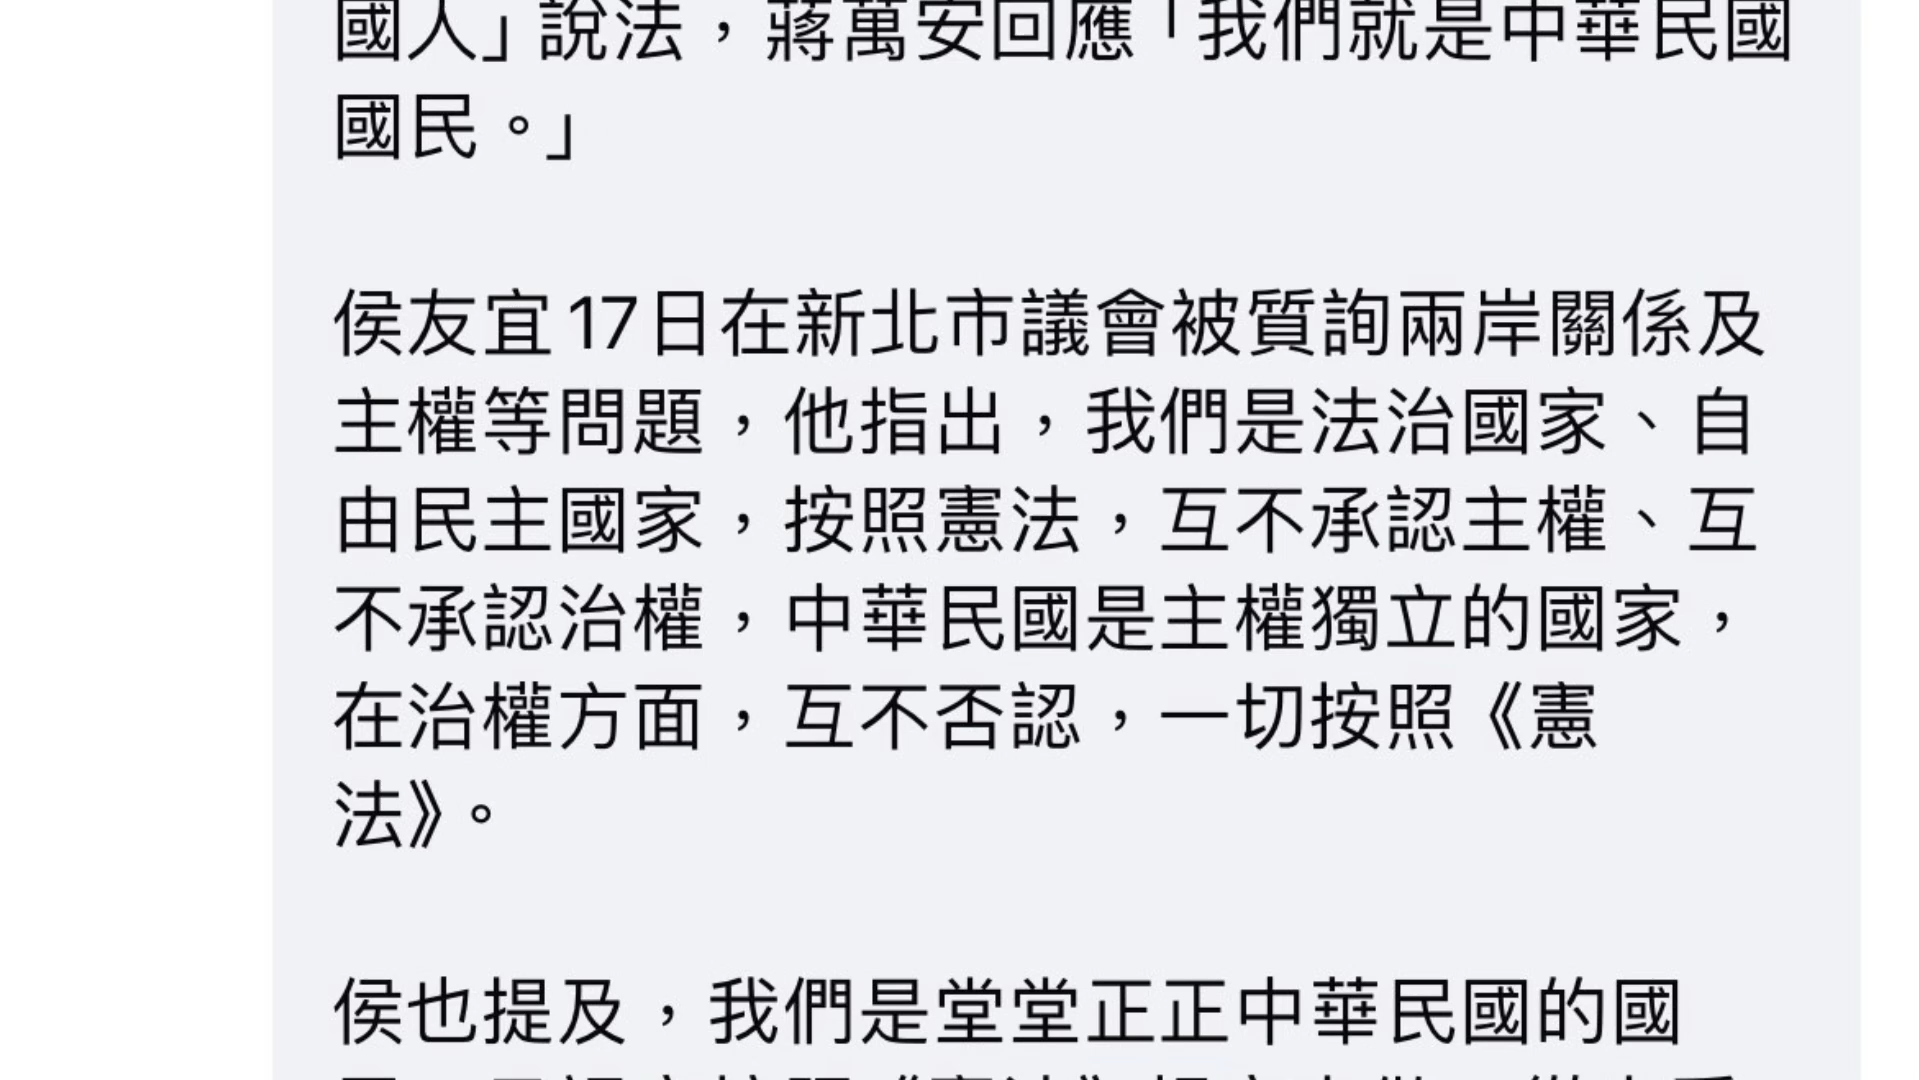 國人」說法，蔣萬安回應「我們就是中華民國
國民。」
侯友宜17日在新北市議會被質詢兩岸關係及
主權等問題，他指出，我們是法治國家、自
由民主國家，按照憲法，互不承認主權、互
不承認治權，中華民國是主權獨立的國家，
在治權方面，互不否認，一切按照《憲
法》。
侯也提及，我們是堂堂正正中華民國的國